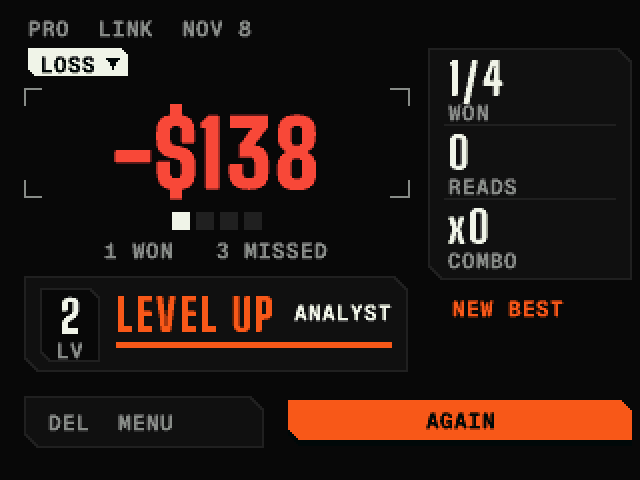 PRO LINK NOV 8
LOSS ▼
-$138
1 WON 3 MISSED
1/4
WON
0
READS
x0
COMBO
2
LV
LEVEL UP ANALYST
NEW BEST
DEL MENU
AGAIN